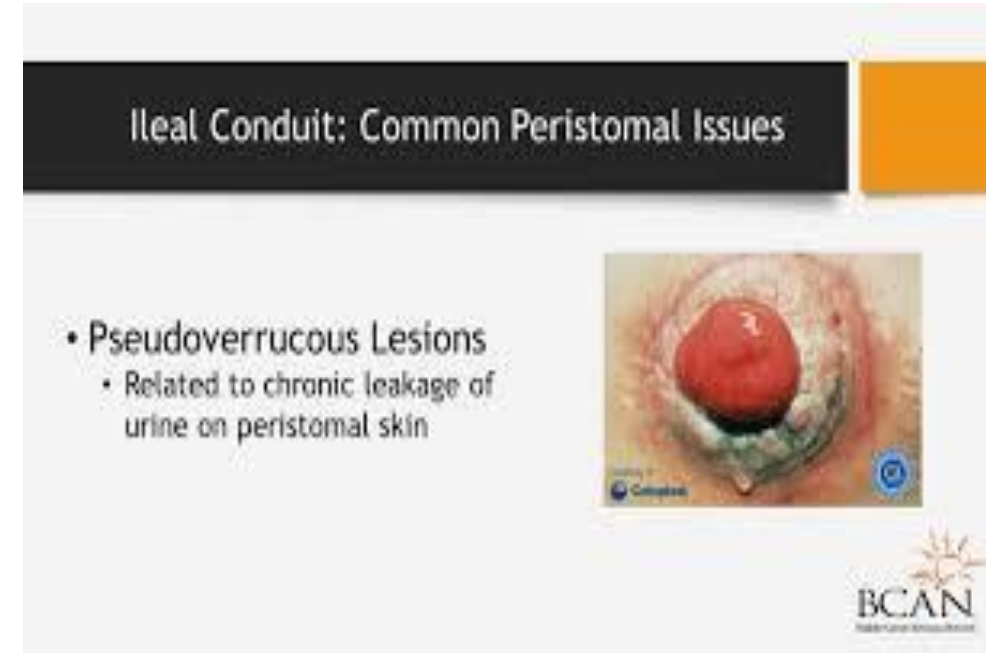 Ileal Conduit: Common Peristomal Issues
• Pseudoverrucous Lesions
• Related to chronic leakage of
urine on peristomal skin
Coloplast
BCAN